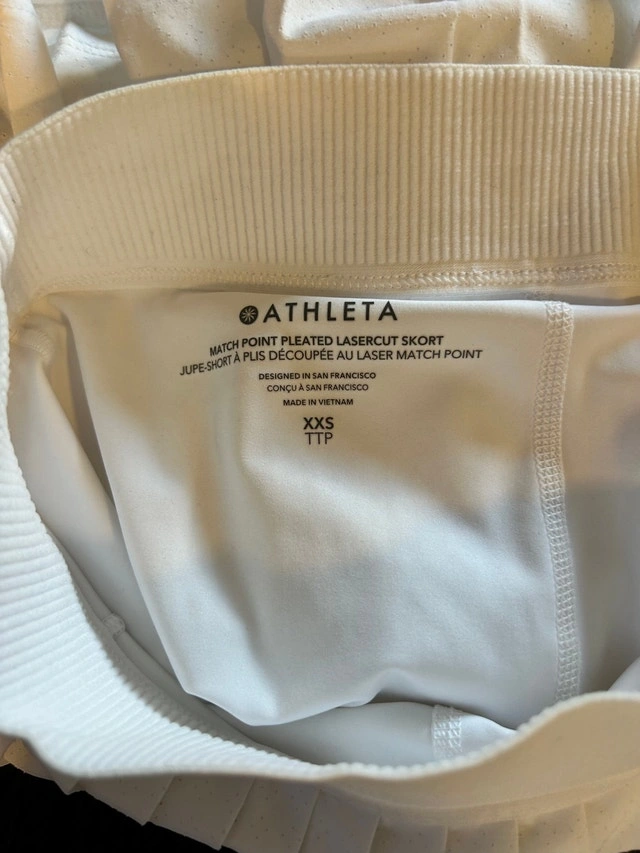 ATHLETA
MATCH POINT PLEATED LASERCUT SKORT
JUPE-SHORT À PLIS DÉCOUPÉE AU LASER MATCH POINT
DESIGNED IN SAN FRANCISCO
CONÇU À SAN FRANCISCO
MADE IN VIETNAM
XXS
TTP